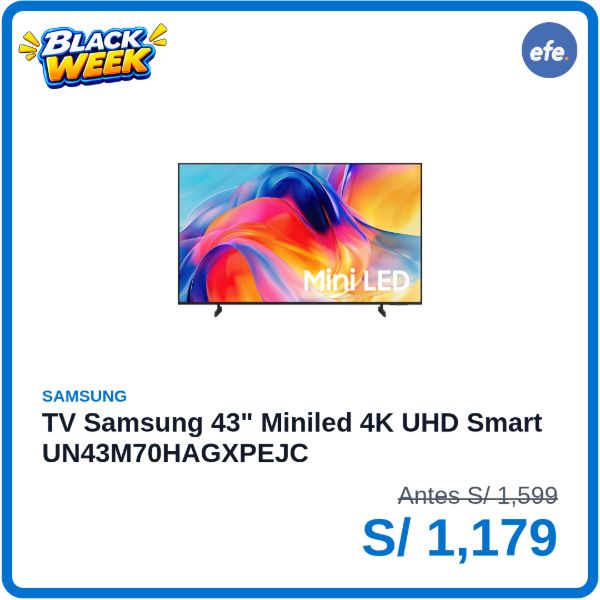 BLACK
WEEK
efe.
Mini LED
SAMSUNG
TV Samsung 43" Miniled 4K UHD Smart
UN43M70HAGXPEJC
Antes S/ 1,599
S/ 1,179